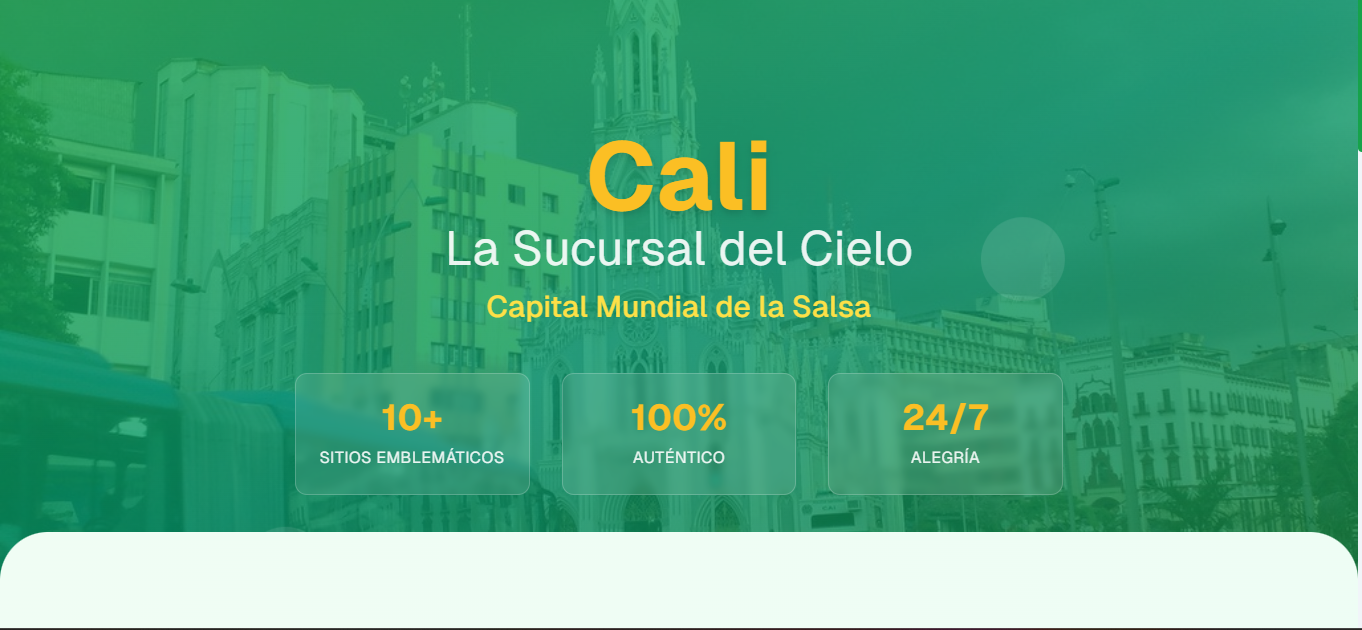 Cali
La Sucursal del Cielo
Capital Mundial de la Salsa
10+
SITIOS EMBLEMÁTICOS
100%
AUTÉNTICO
24/7
ALEGRÍA